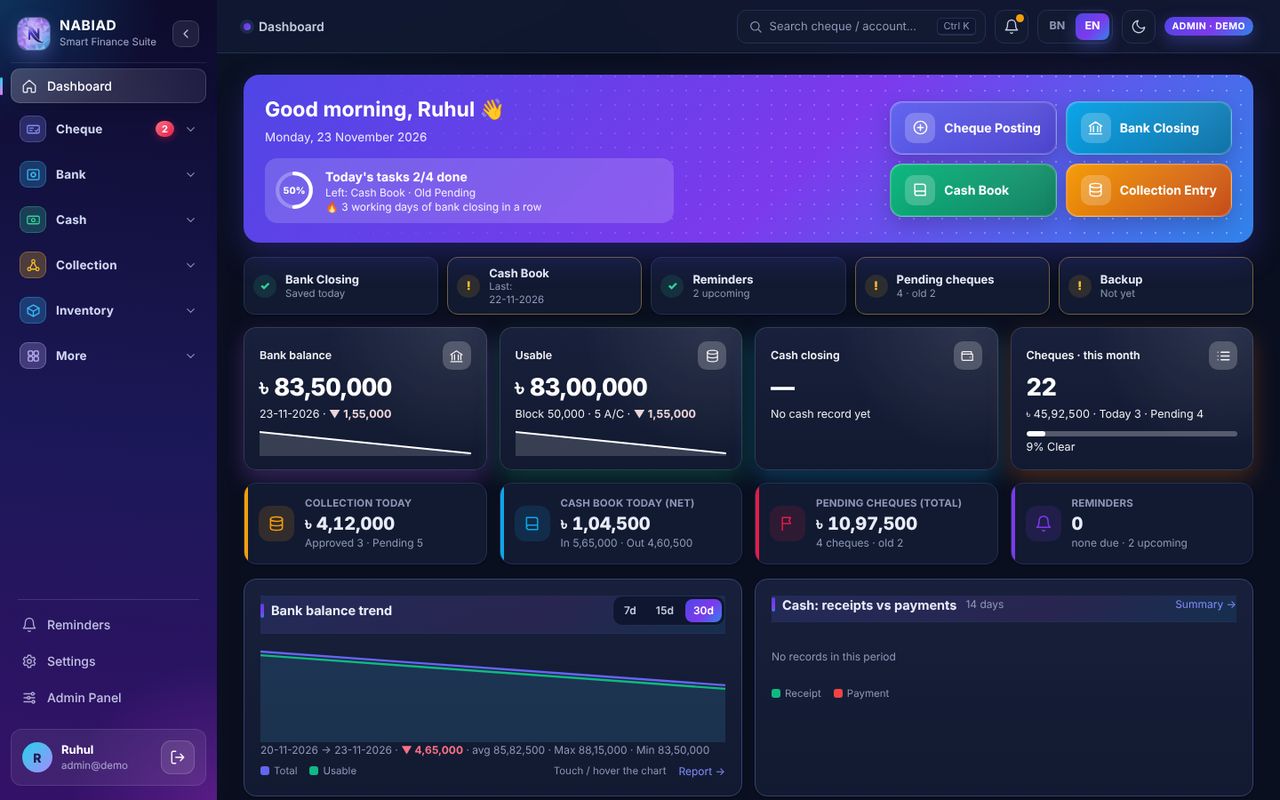 NABIAD
Smart Finance Suite
Dashboard
Cheque 2
Bank
Cash
Collection
Inventory
More
Reminders
Settings
Admin Panel
R
Ruhul
admin@demo
Dashboard
Search cheque / account... Ctrl K
BN EN
ADMIN · DEMO
Good morning, Ruhul 👋
Monday, 23 November 2026
50%
Today's tasks 2/4 done
Left: Cash Book · Old Pending
🔥 3 working days of bank closing in a row
Cheque Posting
Bank Closing
Cash Book
Collection Entry
Bank Closing
Saved today
Cash Book
Last:
22-11-2026
Reminders
2 upcoming
Pending cheques
4 · old 2
Backup
Not yet
Bank balance
৳ 83,50,000
23-11-2026 · ▼ 1,55,000
Usable
৳ 83,00,000
Block 50,000 · 5 A/C · ▼ 1,55,000
Cash closing
—
No cash record yet
Cheques · this month
22
৳ 45,92,500 · Today 3 · Pending 4
9% Clear
COLLECTION TODAY
৳ 4,12,000
Approved 3 · Pending 5
CASH BOOK TODAY (NET)
৳ 1,04,500
In 5,65,000 · Out 4,60,500
PENDING CHEQUES (TOTAL)
৳ 10,97,500
4 cheques · old 2
REMINDERS
0
none due · 2 upcoming
Bank balance trend
7d 15d 30d
20-11-2026 → 23-11-2026 · ▼ 4,65,000 · avg 85,82,500 · Max 88,15,000 · Min 83,50,000
Total Usable Touch / hover the chart Report →
Cash: receipts vs payments 14 days Summary →
No records in this period
Receipt Payment